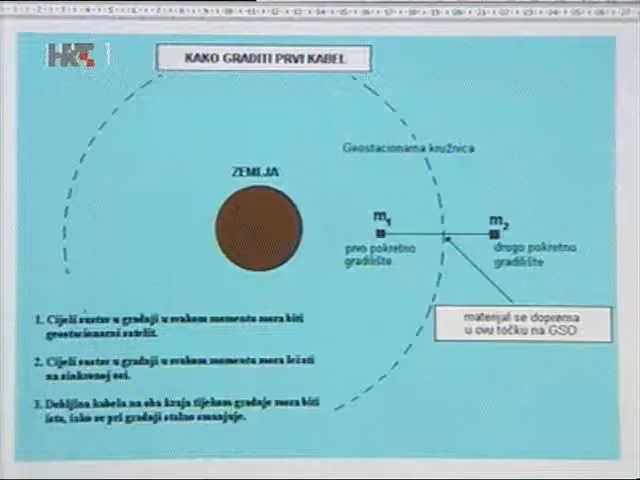 HRT 1
KAKO GRADITI PRVI KABEL
Geostacionarna kružnica
ZEMLJA
m1
m2
prvo pokretno
gradilište
drugo pokretno
gradilište
materijal se doprema
u ovu točku na GSO
1. Cijeli sustav u gradnji u svakom momentu mora biti
geostacionarni satelit.
2. Cijeli sustav u gradnji u svakom momentu mora ležati
na sinkronoj osi.
3. Debljina kabela na oba kraja tijekom gradnje mora biti
ista, iako se pri gradnji stalno smanjuje.